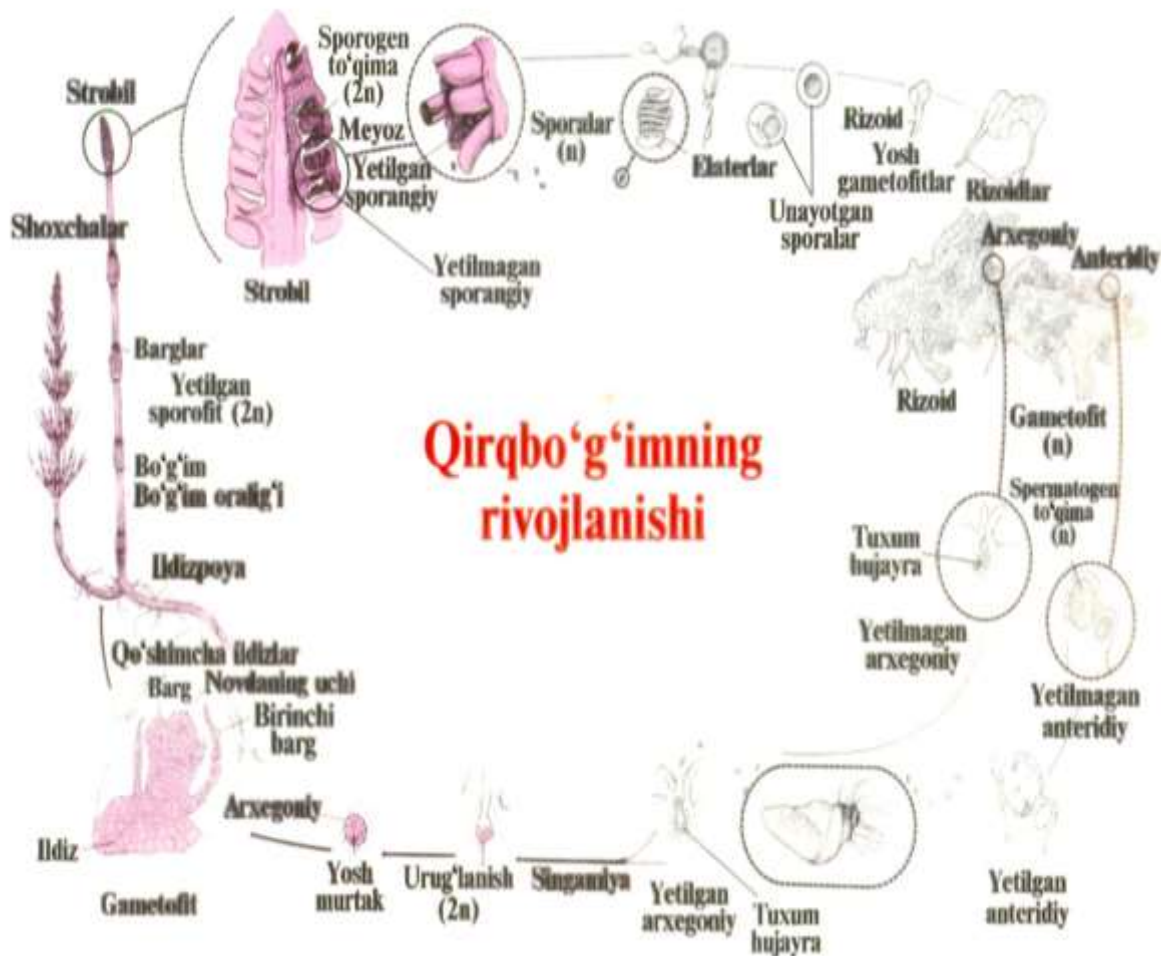 Strobil
Sporogen
to‘qima
(2n)
Meyoz
Yetilgan
sporangiy
Yetilmagan
sporangiy
Strobil
Sporalar
(n)
Elaterlar
Unayotgan
sporalar
Rizoid
Yosh
gametofitlar
Rizoidlar
Arxegoniy
Anteridiy
Rizoid
Gametofit
(n)
Spermatogen
to‘qima
(n)
Tuxum
hujayra
Yetilmagan
arxegoniy
Yetilmagan
anteridiy
Shoxchalar
Barglar
Yetilgan
sporofit (2n)
Bo‘g‘im
Bo‘g‘im oralig‘i
Qirqbo‘g‘imning
rivojlanishi
Ildizpoya
Qo‘shimcha ildizlar
Barg
Novdaning uchi
Birinchi
barg
Ildiz
Gametofit
Arxegoniy
Yosh
murtak
Urug‘lanish
(2n)
Singamiya
Yetilgan
arxegoniy
Tuxum
hujayra
Yetilgan
anteridiy